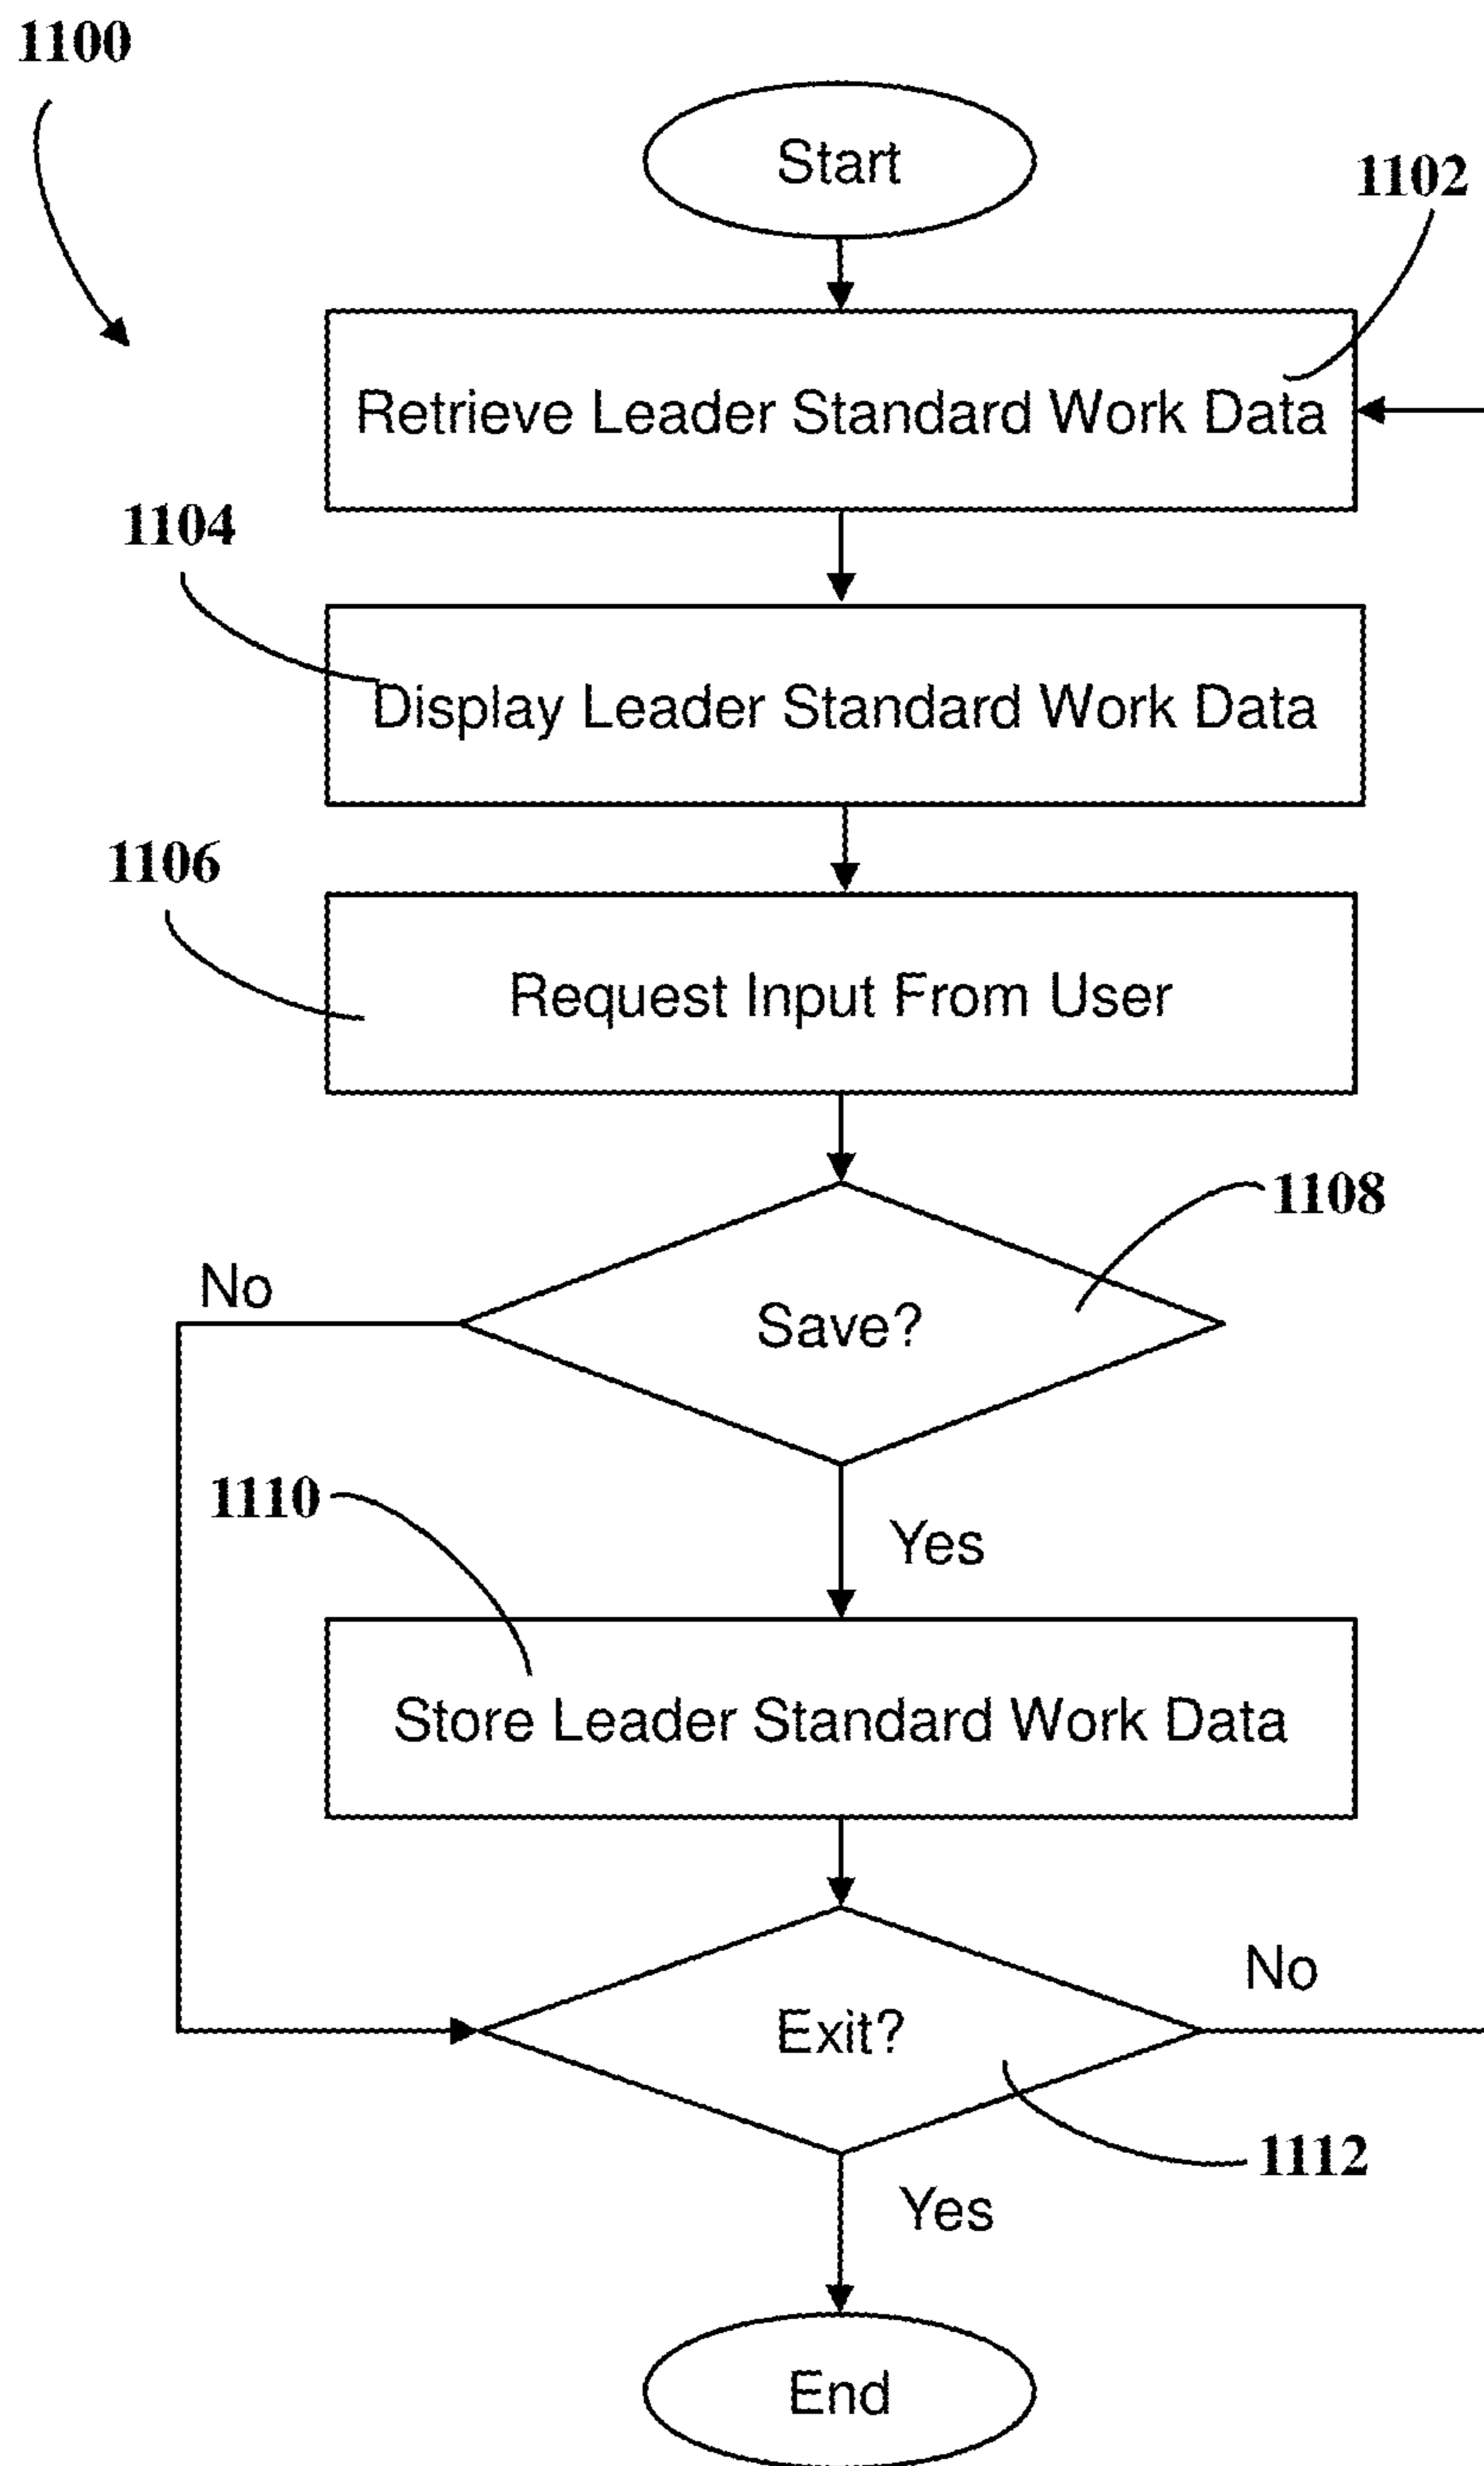 1100
Start
1102
Retrieve Leader Standard Work Data
1104
Display Leader Standard Work Data
1106
Request Input From User
1108
No
Save?
1110
Yes
Store Leader Standard Work Data
No
Exit?
1112
Yes
End